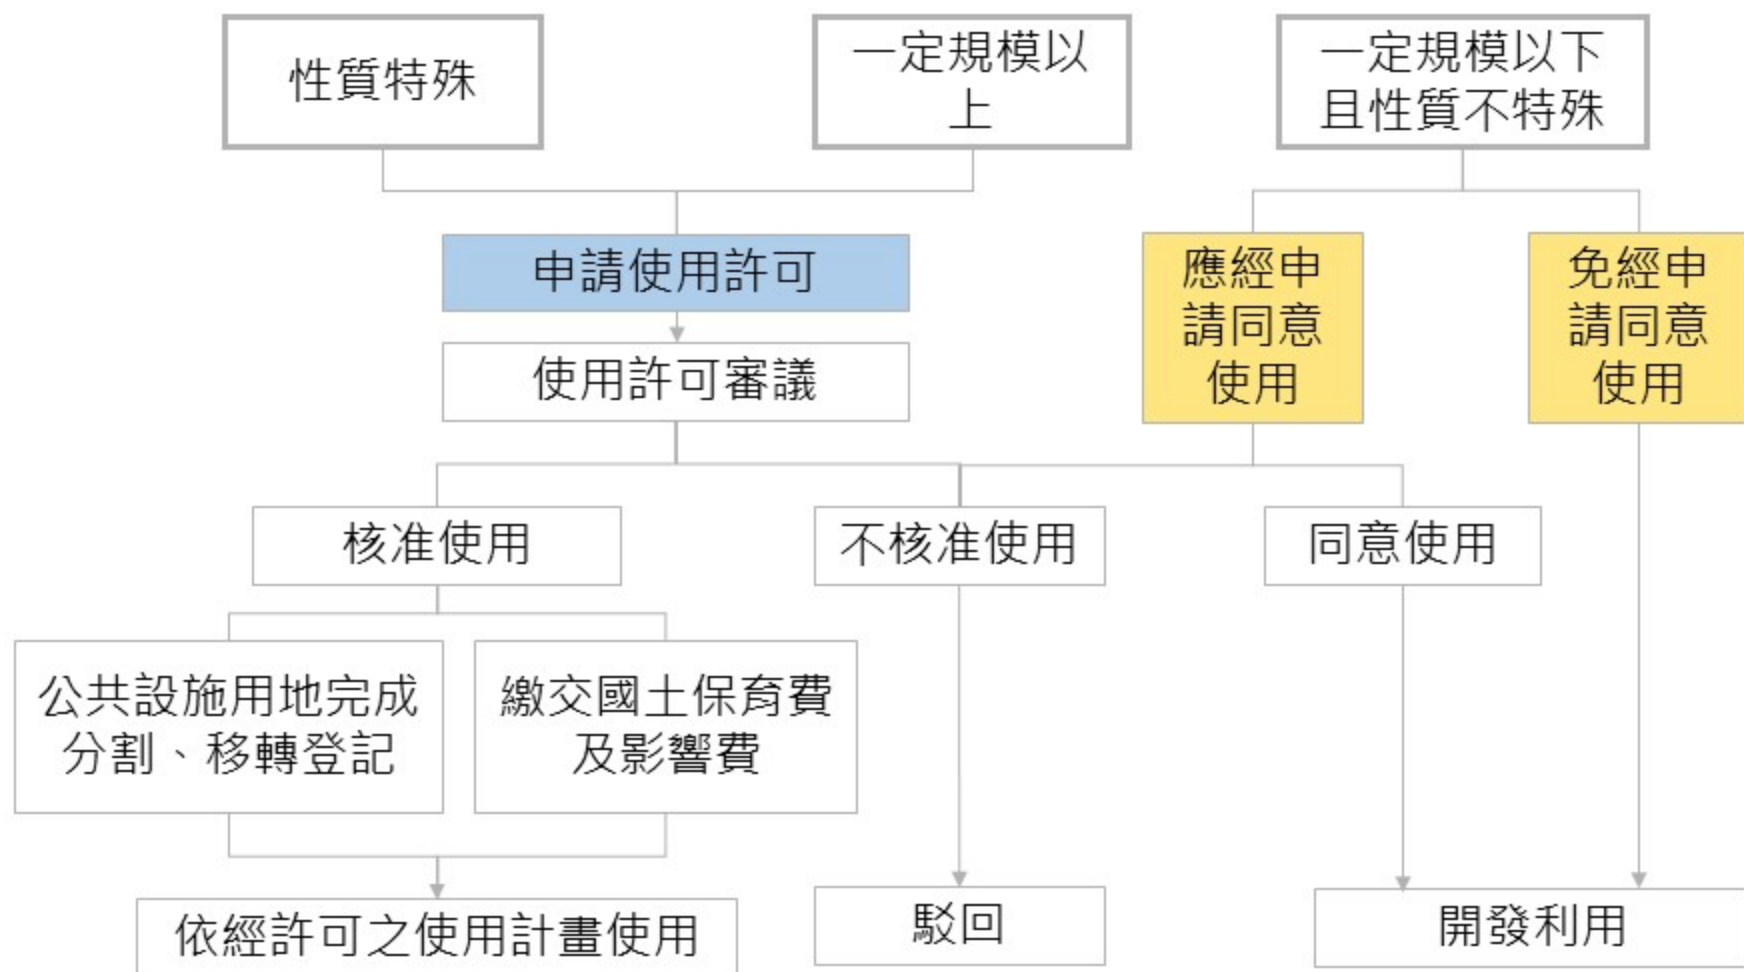 性質特殊
一定規模以
上
一定規模以下
且性質不特殊
申請使用許可
應經申
請同意
使用
免經申
請同意
使用
使用許可審議
核准使用
不核准使用
同意使用
公共設施用地完成
分割、移轉登記
繳交國土保育費
及影響費
依經許可之使用計畫使用
駁回
開發利用